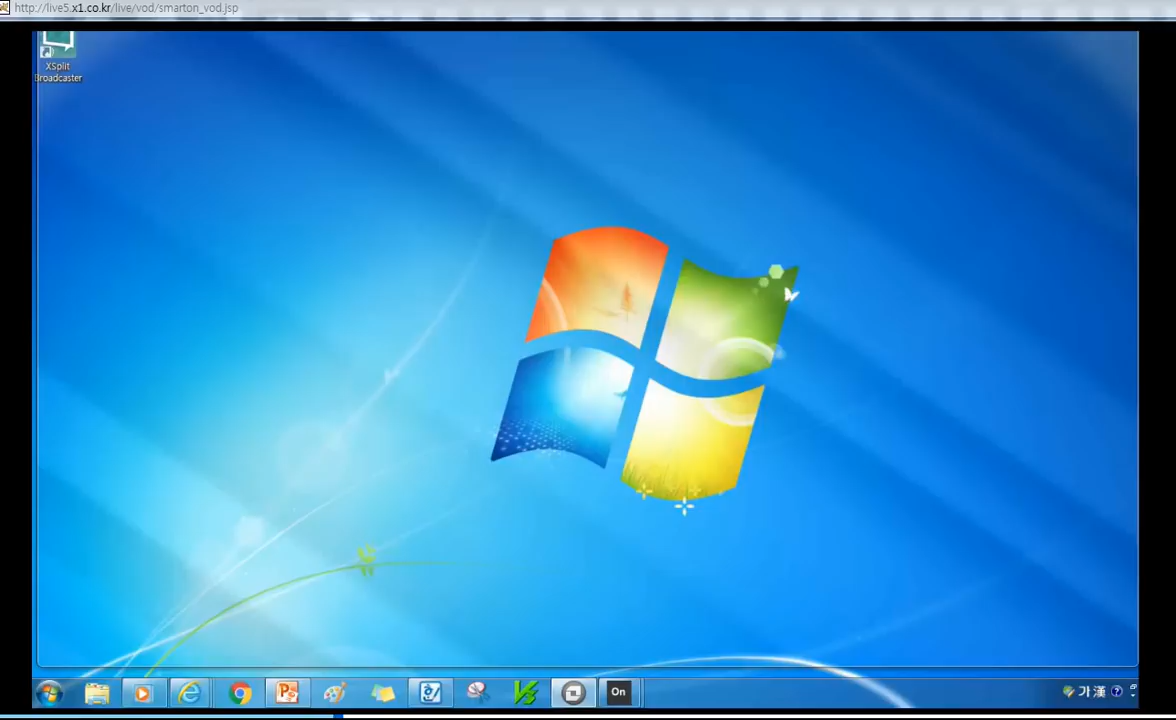 http://live5.x1.co.kr/live/vod/smarton_vod.jsp
XSplit
Broadcaster
On
가 漢 ?